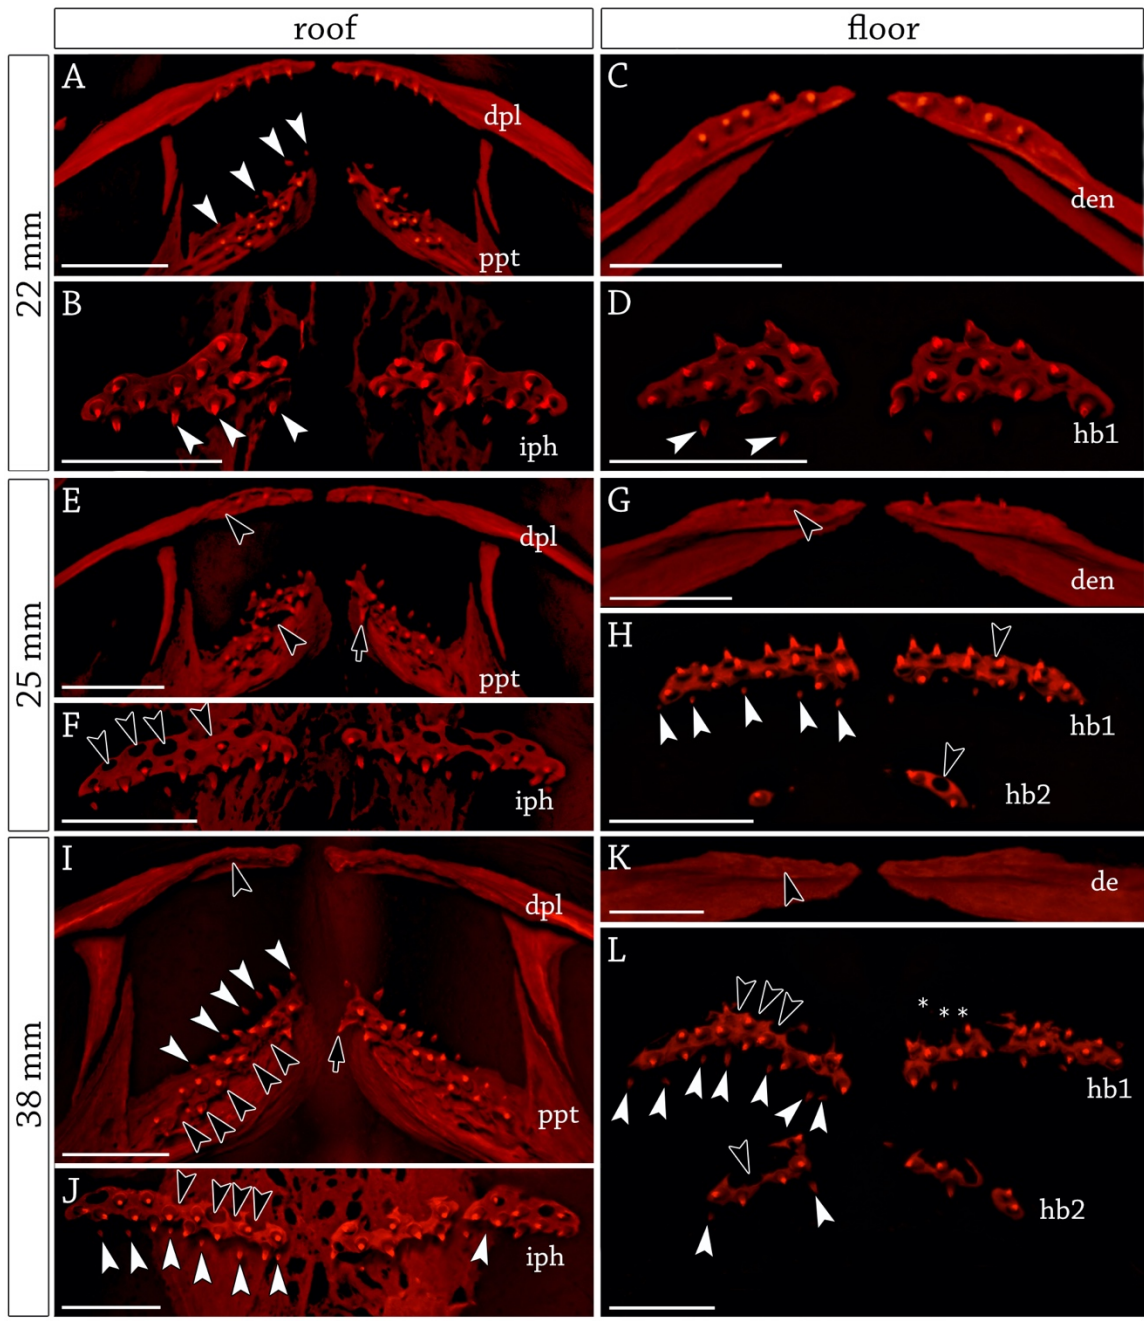 roof
floor
22 mm
A
dpl
ppt
C
den
B
iph
D
hb1
25 mm
E
dpl
ppt
G
den
F
iph
H
hb1
hb2
38 mm
I
dpl
ppt
K
de
J
iph
L
* * *
hb1
hb2